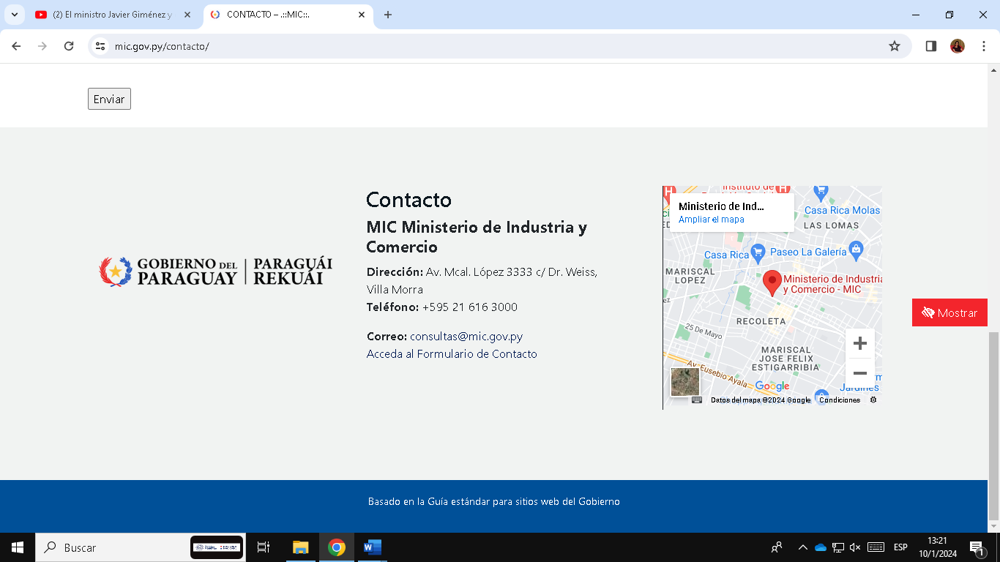 (2) El ministro Javier Giménez y
CONTACTO – .::MIC::.
mic.gov.py/contacto/
Enviar
GOBIERNO DEL
PARAGUAY
PARAGUÁI
REKUÁI
Contacto
MIC Ministerio de Industria y
Comercio
Dirección: Av. Mcal. López 3333 c/ Dr. Weiss,
Villa Morra
Teléfono: +595 21 616 3000
Correo: consultas@mic.gov.py
Acceda al Formulario de Contacto
Instituto de
Ministerio de Ind...
Ampliar el mapa
Casa Rica Molas
LAS LOMAS
Casa Rica
Paseo La Galería
MARISCAL
LOPEZ
Ministerio de Industria
y Comercio - MIC
RECOLETA
25 De Mayo
MARISCAL
JOSE FELIX
ESTIGARRIBIA
Av. Eusebio Ayala
Google
Jardines
Datos del mapa ©2024 Google
Condiciones
Mostrar
Basado en la Guía estándar para sitios web del Gobierno
Buscar
ESP
13:21
10/1/2024
1